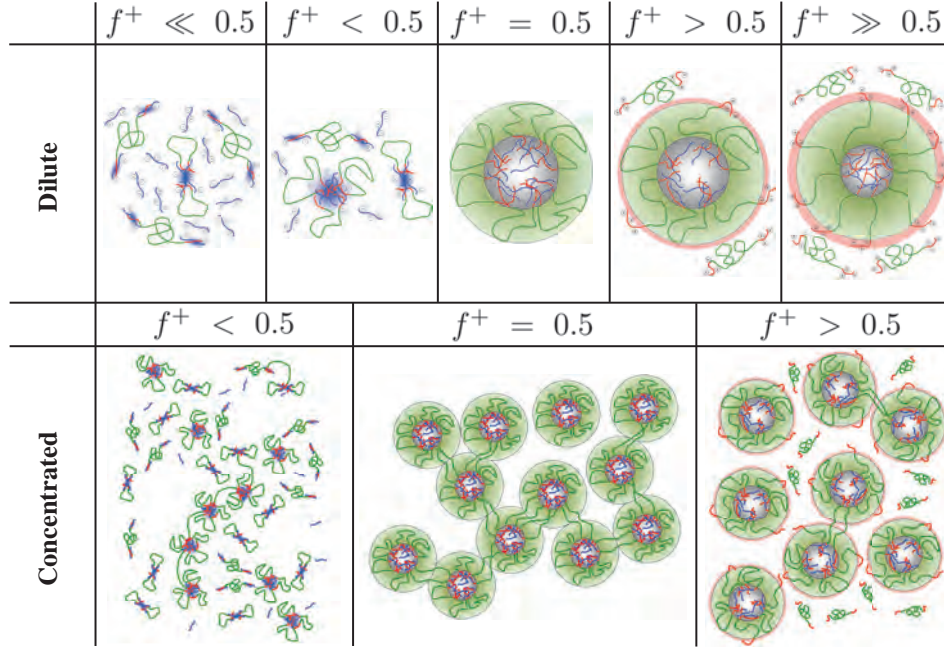 f⁺ ≪ 0.5 f⁺ < 0.5 f⁺ = 0.5 f⁺ > 0.5 f⁺ ≫ 0.5
Dilute
f⁺ < 0.5 f⁺ = 0.5 f⁺ > 0.5
Concentrated